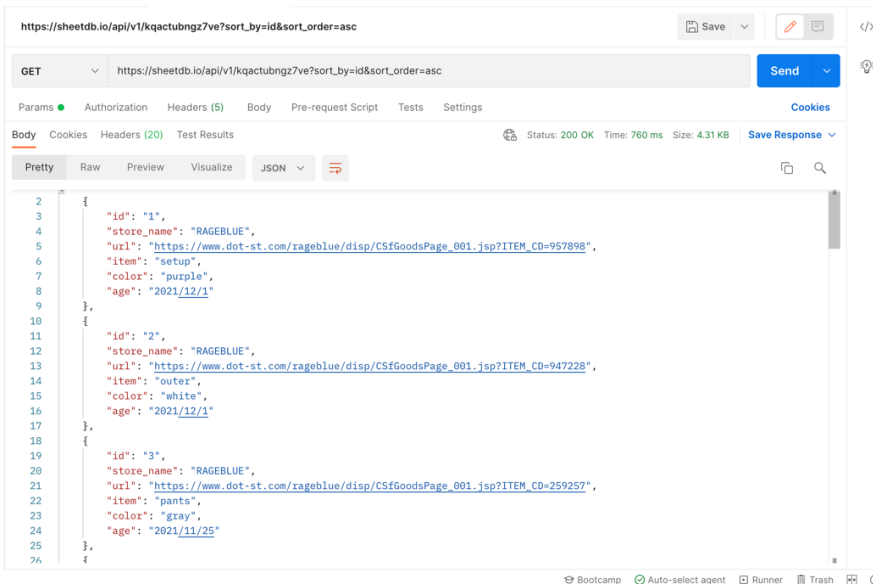 https://sheetdb.io/api/v1/kqactubngz7ve?sort_by=id&sort_order=asc
Save
GET https://sheetdb.io/api/v1/kqactubngz7ve?sort_by=id&sort_order=asc Send
Params Authorization Headers (5) Body Pre-request Script Tests Settings Cookies
Body Cookies Headers (20) Test Results Status: 200 OK Time: 760 ms Size: 4.31 KB Save Response
Pretty Raw Preview Visualize JSON
2 {
3 "id": "1",
4 "store_name": "RAGEBLUE",
5 "url": "https://www.dot-st.com/rageblue/disp/CSfGoodsPage_001.jsp?ITEM_CD=957898",
6 "item": "setup",
7 "color": "purple",
8 "age": "2021/12/1"
9 },
10 {
11 "id": "2",
12 "store_name": "RAGEBLUE",
13 "url": "https://www.dot-st.com/rageblue/disp/CSfGoodsPage_001.jsp?ITEM_CD=947228",
14 "item": "outer",
15 "color": "white",
16 "age": "2021/12/1"
17 },
18 {
19 "id": "3",
20 "store_name": "RAGEBLUE",
21 "url": "https://www.dot-st.com/rageblue/disp/CSfGoodsPage_001.jsp?ITEM_CD=259257",
22 "item": "pants",
23 "color": "gray",
24 "age": "2021/11/25"
25 },
26 {
Bootcamp Auto-select agent Runner Trash